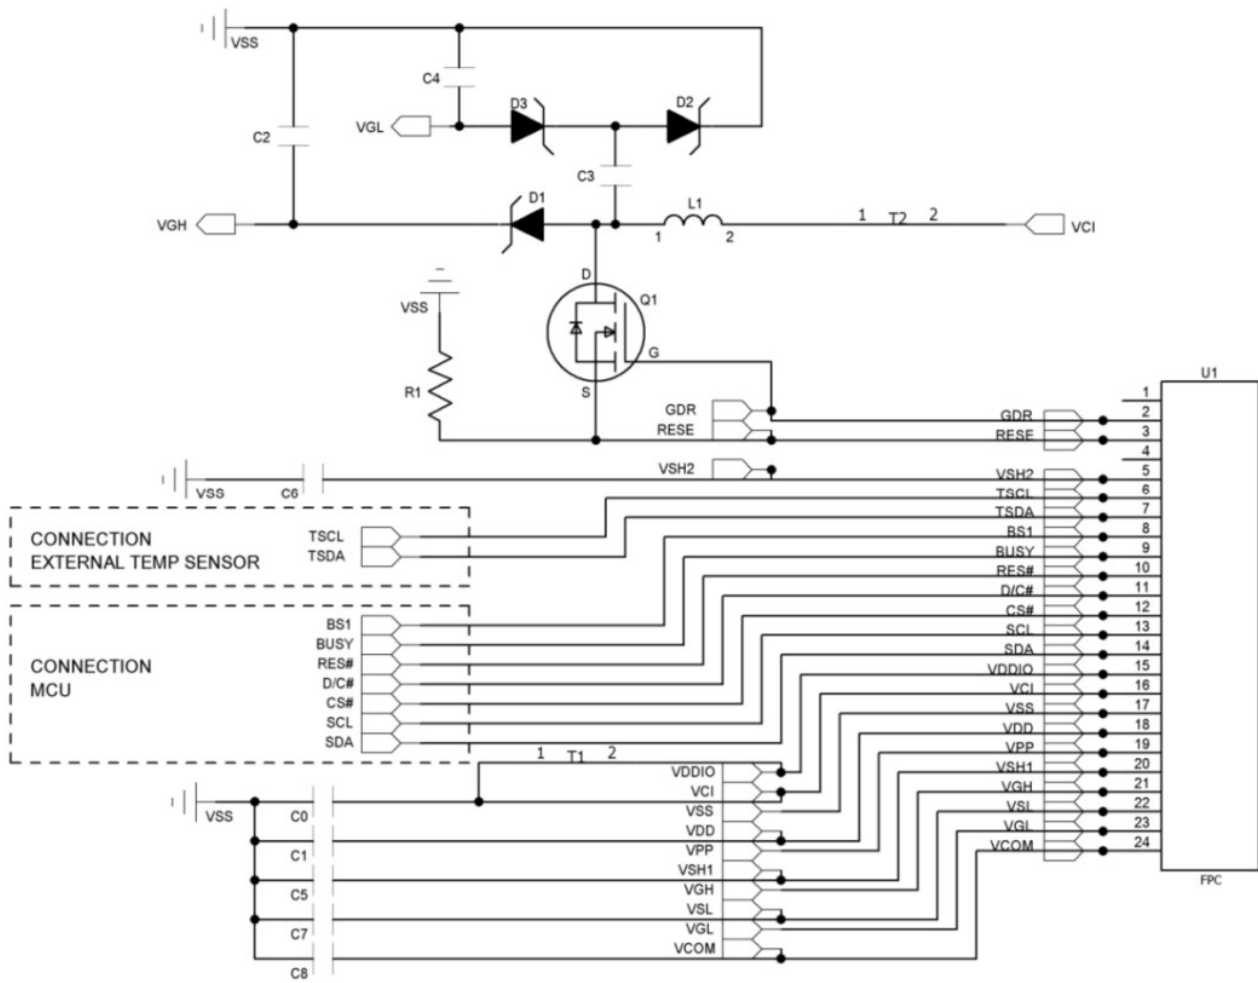 VSS
C4
D3
D2
VGL
C2
C3
D1
L1
VGH
1
2
1 T2 2
VCI
D
VSS
Q1
G
R1
S
U1
1
GDR
GDR
2
RESE
RESE
3
4
VSH2
VSH2
5
VSS
C6
TSCL
6
TSDA
7
CONNECTION
EXTERNAL TEMP SENSOR
TSCL
TSDA
BS1
8
BUSY
9
RES#
10
D/C#
11
CS#
12
SCL
13
SDA
14
VDDIO
15
VCI
16
VSS
17
VDD
18
VPP
19
VSH1
20
VGH
21
VSL
22
VGL
23
VCOM
24
FPC
CONNECTION
MCU
BS1
BUSY
RES#
D/C#
CS#
SCL
SDA
1 T1 2
VSS
C0
C1
C5
C7
C8
VDDIO
VCI
VSS
VDD
VPP
VSH1
VGH
VSL
VGL
VCOM